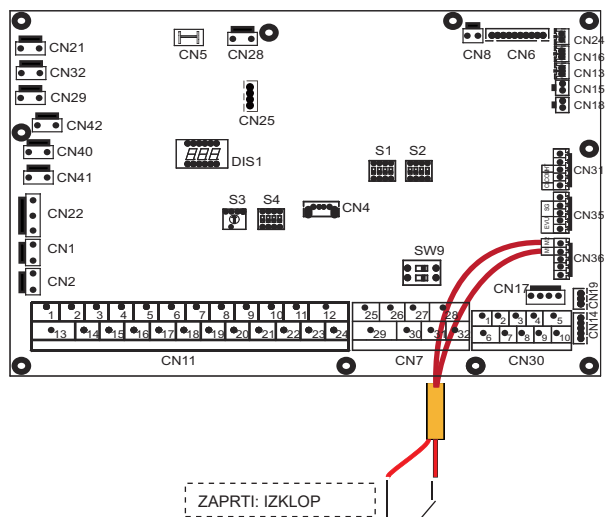 CN21
CN5
CN28
CN8
CN6
CN24
CN16
CN13
CN15
CN18
CN32
CN29
CN25
CN42
CN40
CN41
DIS1
S1
S2
CN31
CN22
S3
S4
CN4
SG
EVU
CN35
M1M2
CN36
CN1
CN2
SW9
CN17
CN19
CN14
1 2 3 4 5 6 7 8 9 10 11 12
13 14 15 16 17 18 19 20 21 22 23 24
25 26 27 28
29 30 31 32
1 2 3 4 5
6 7 8 9 10
CN11
CN7
CN30
ZAPRTI: IZKLOP